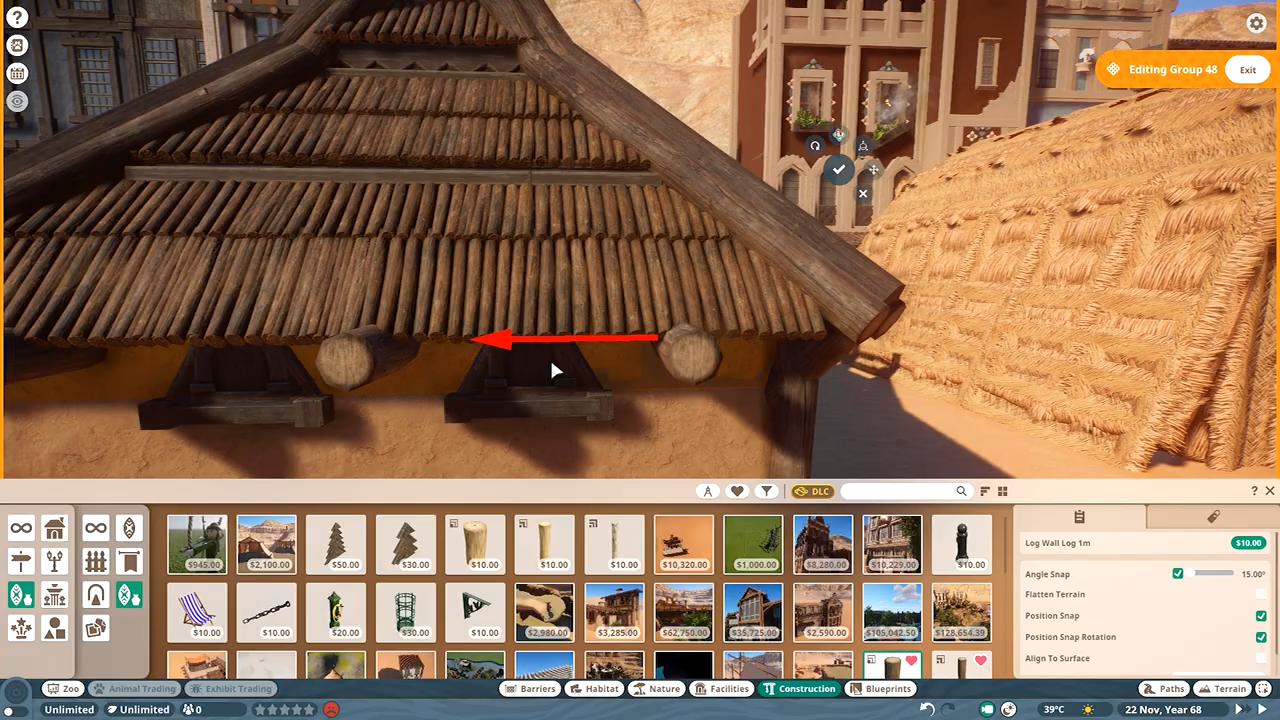 Editing Group 48
Exit
DLC
?
$945.00
$2,100.00
$50.00
$30.00
$10.00
$10.00
$10.00
$10,320.00
$1,000.00
$8,280.00
$10,229.00
$10.00
$10.00
$10.00
$20.00
$30.00
$10.00
$2,980.00
$3,285.00
$62,750.00
$35,725.00
$2,590.00
$105,042.50
$128,654.39
Log Wall Log 1m
$10.00
Angle Snap
15.00°
Flatten Terrain
Position Snap
Position Snap Rotation
Align To Surface
Zoo
Animal Trading
Exhibit Trading
Barriers
Habitat
Nature
Facilities
Construction
Blueprints
Paths
Terrain
Unlimited
Unlimited
0
39°C
22 Nov, Year 68